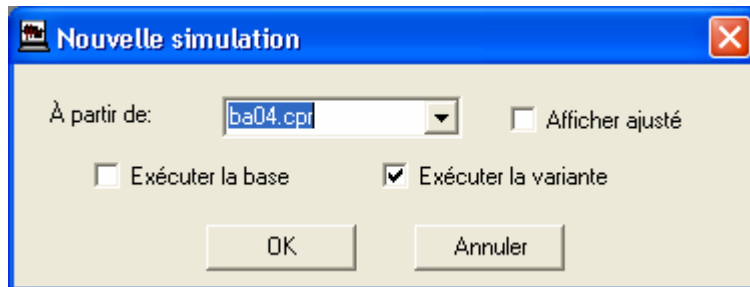 Nouvelle simulation
À partir de: ba04.cpr Afficher ajusté
Exécuter la base Exécuter la variante
OK Annuler